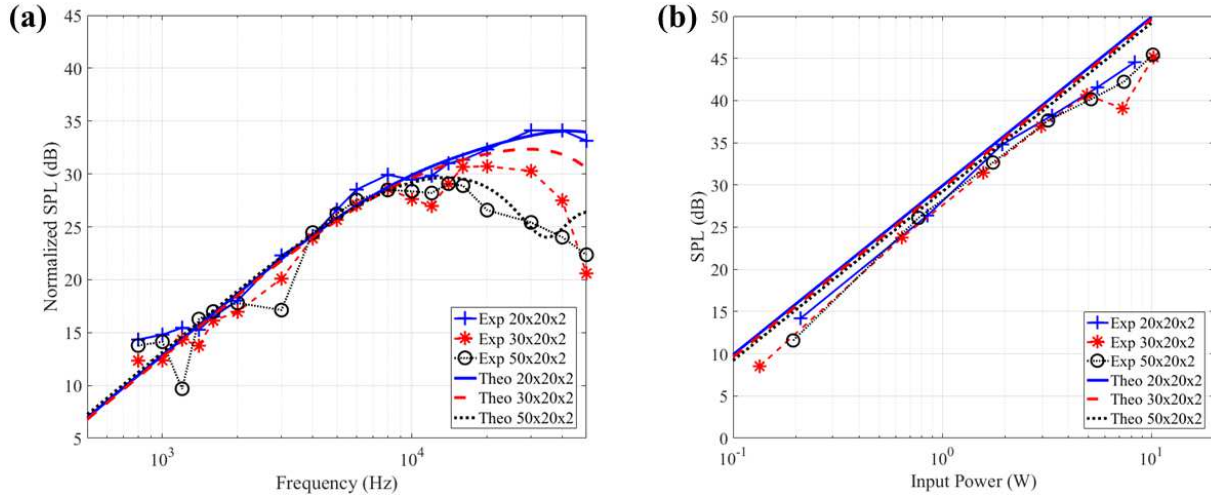 (a)
45
40
35
30
25
20
15
10
5
Normalized SPL (dB)
10^3
10^4
Frequency (Hz)
Exp 20x20x2
Exp 30x20x2
Exp 50x20x2
Theo 20x20x2
Theo 30x20x2
Theo 50x20x2
(b)
50
45
40
35
30
25
20
15
10
5
0
SPL (dB)
10^-1
10^0
10^1
Input Power (W)
Exp 20x20x2
Exp 30x20x2
Exp 50x20x2
Theo 20x20x2
Theo 30x20x2
Theo 50x20x2